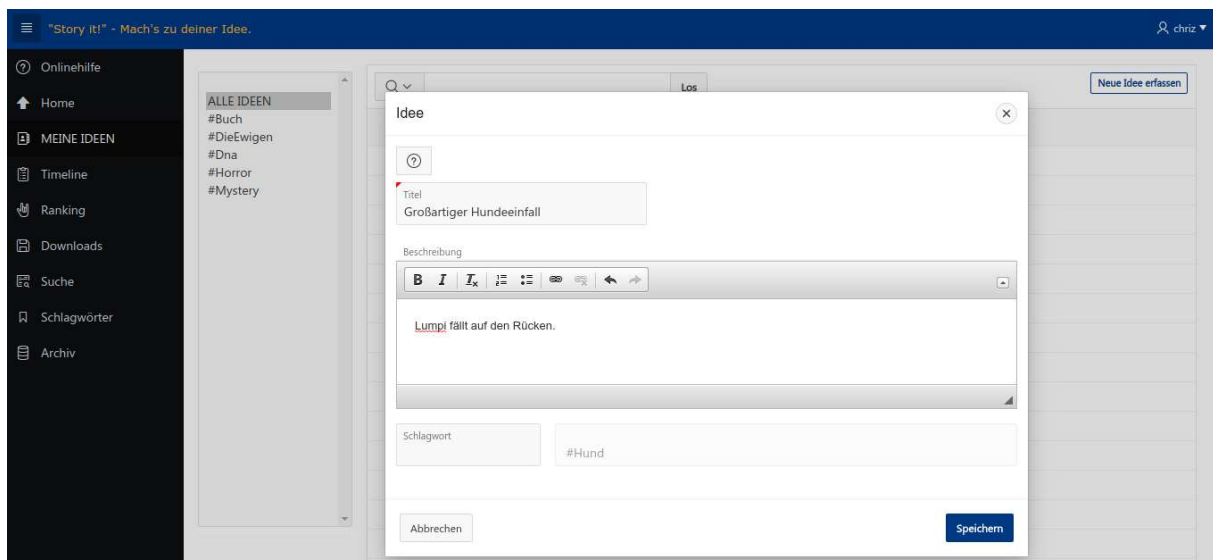 "Story it!" - Mach's zu deiner Idee.
chriz
Onlinehilfe
Home
MEINE IDEEN
Timeline
Ranking
Downloads
Suche
Schlagwörter
Archiv
ALLE IDEEN
#Buch
#DieEwigen
#Dna
#Horror
#Mystery
Los
Neue Idee erfassen
Idee
Titel
Großartiger Hundeeinfall
Beschreibung
B I Tx
Lumpi fällt auf den Rücken.
Schlagwort
#Hund
Abbrechen
Speichern